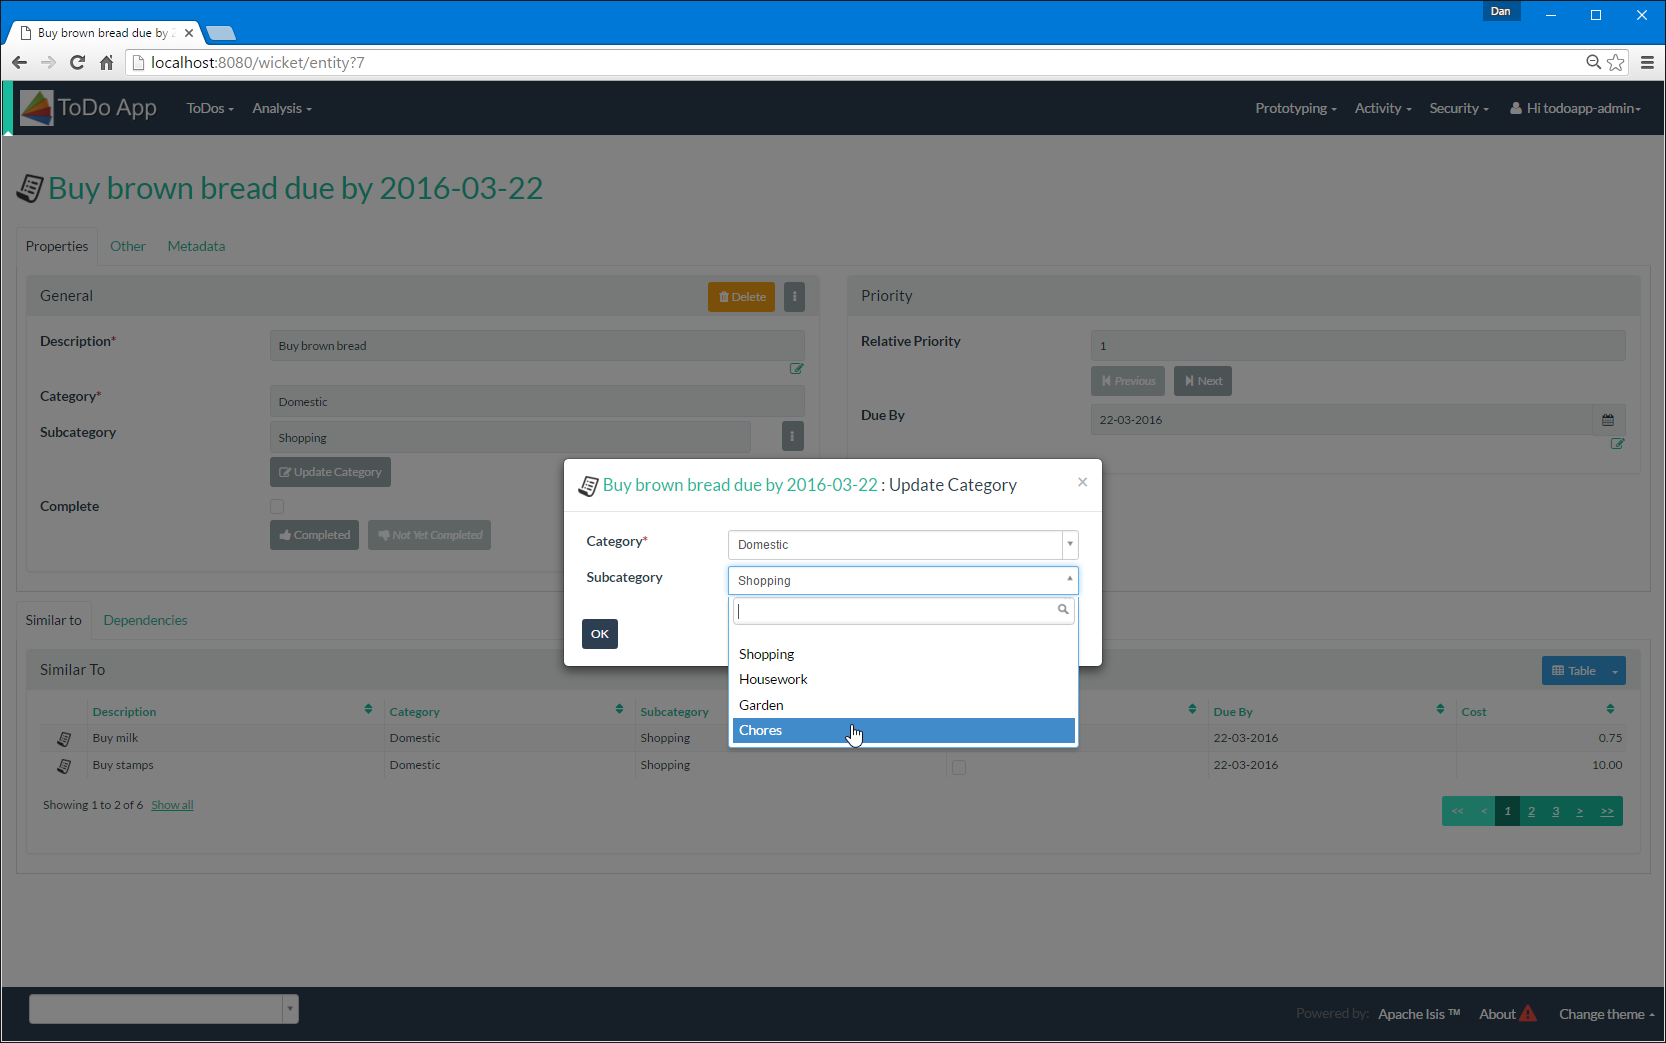 Dan
Buy brown bread due by 2
localhost:8080/wicket/entity?7
ToDo App ToDos Analysis Prototyping Activity Security Hi todoapp-admin
Buy brown bread due by 2016-03-22
Properties Other Metadata
General Delete Priority
Description* Buy brown bread Relative Priority 1
Previous Next
Category* Domestic
Due By 22-03-2016
Subcategory Shopping
Update Category
Complete
Completed Not Yet Completed
Buy brown bread due by 2016-03-22 : Update Category ×
Category* Domestic
Subcategory Shopping
OK
Shopping
Housework
Garden
Chores
Similar to Dependencies
Similar To Table
Description Category Subcategory Due By Cost
Buy milk Domestic Shopping 22-03-2016 0.75
Buy stamps Domestic Shopping 22-03-2016 10.00
Showing 1 to 2 of 6 Show all << < 1 2 3 > >>
Powered by: Apache Isis ™ About Change theme